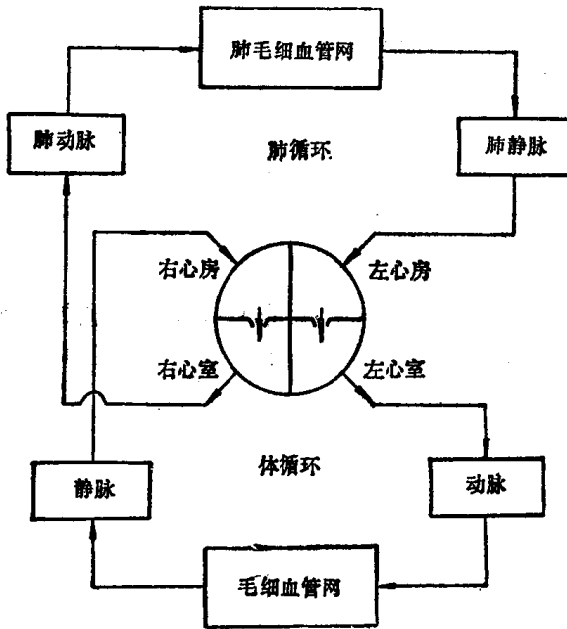 肺毛细血管网
肺动脉
肺循环
肺静脉
右心房
左心房
右心室
左心室
体循环
静脉
动脉
毛细血管网